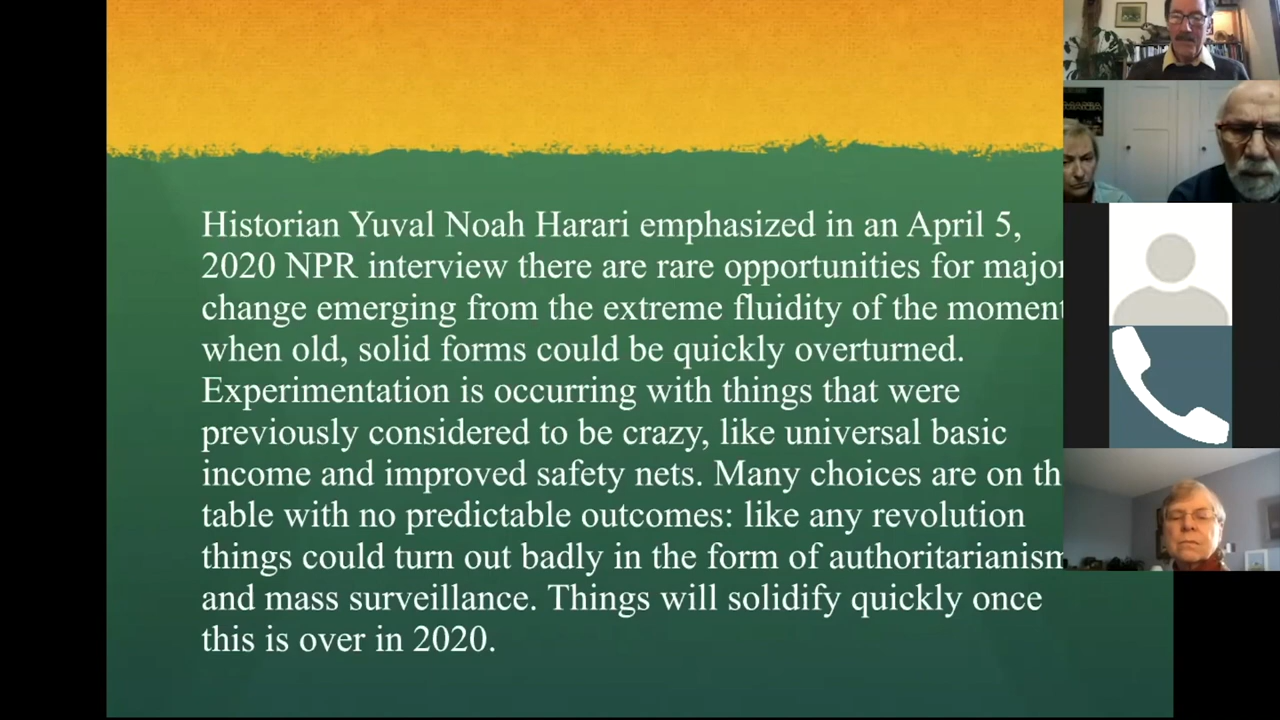 Historian Yuval Noah Harari emphasized in an April 5,
2020 NPR interview there are rare opportunities for major
change emerging from the extreme fluidity of the moment
when old, solid forms could be quickly overturned.
Experimentation is occurring with things that were
previously considered to be crazy, like universal basic
income and improved safety nets. Many choices are on th
table with no predictable outcomes: like any revolution
things could turn out badly in the form of authoritarianism
and mass surveillance. Things will solidify quickly once
this is over in 2020.